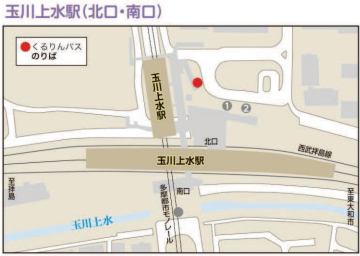 玉川上水駅(北口・南口)
くるりんバス
のりば
玉川上水駅
1
2
北口
西武拝島線
玉川上水駅
至拝島
多摩都市モノレール
南口
至東大和市
玉川上水